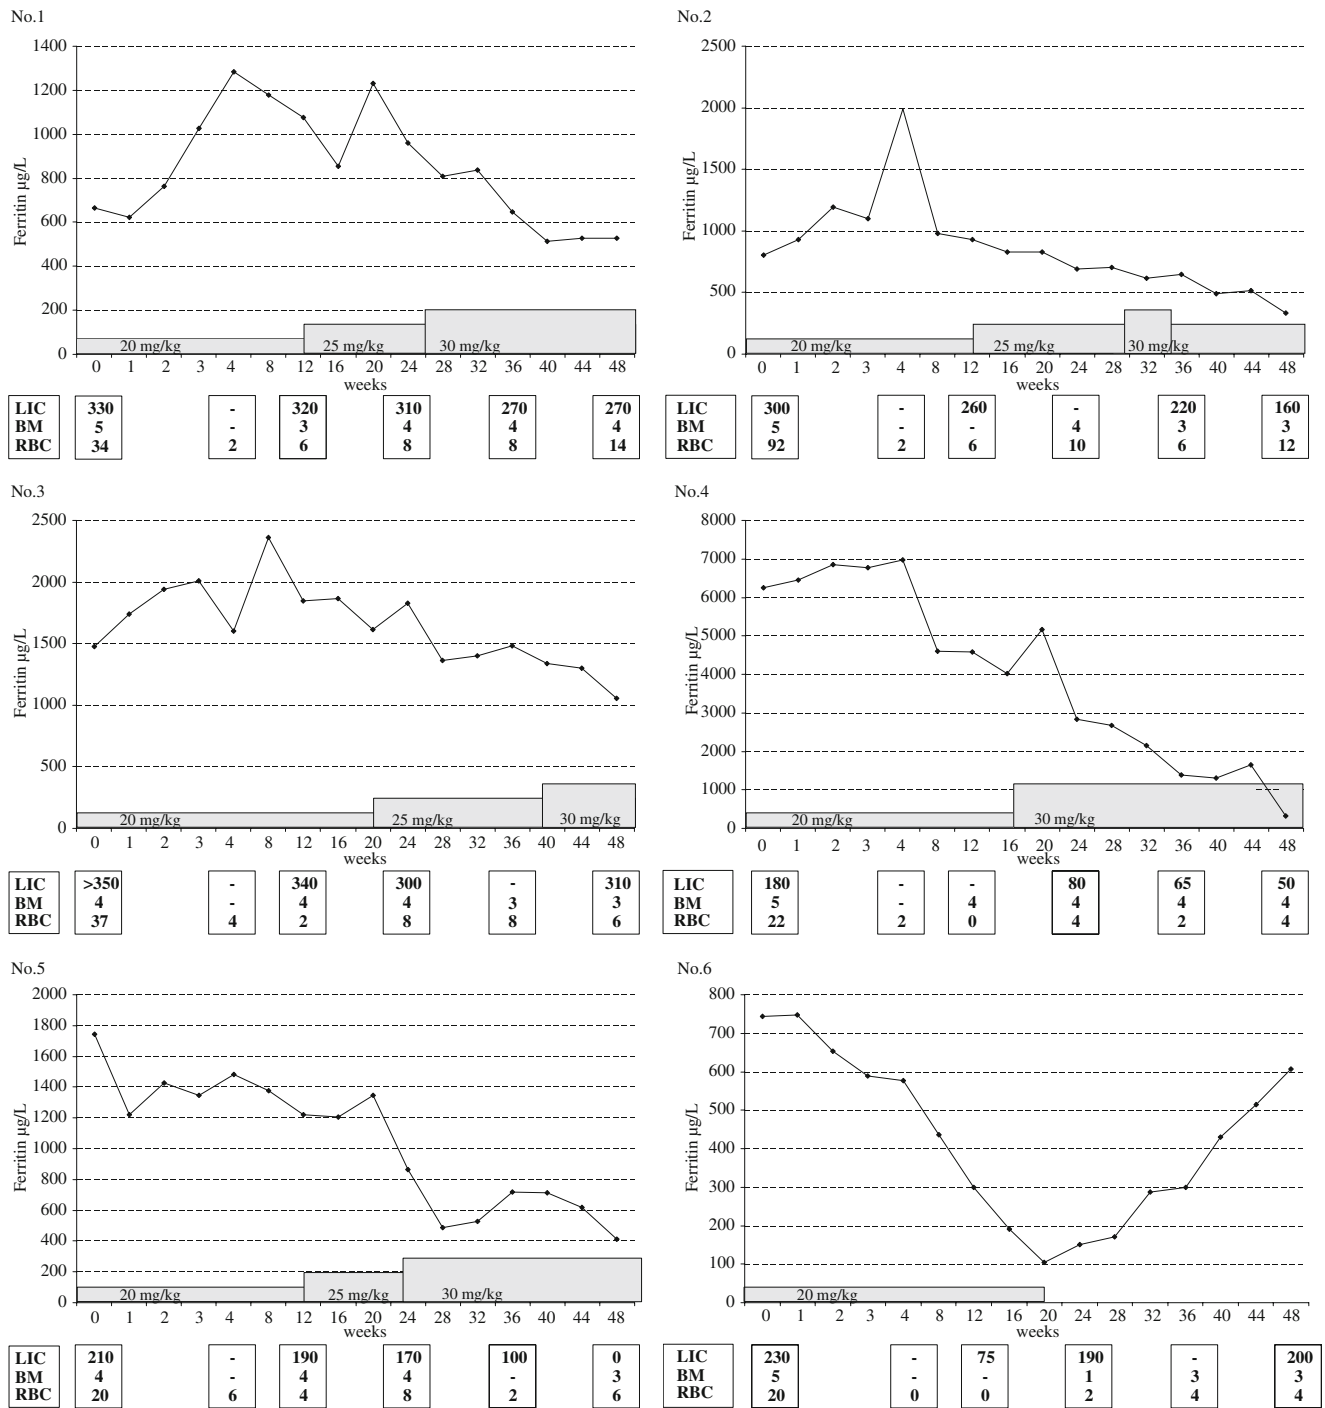 No.1
1400
1200
1000
800
600
400
200
0
Ferritin µg/L
20 mg/kg 25 mg/kg 30 mg/kg
0 1 2 3 4 8 12 16 20 24 28 32 36 40 44 48
weeks
LIC 330 - 320 310 270 270
BM 5 - 3 4 4 4
RBC 34 2 6 8 8 14
No.2
2500
2000
1500
1000
500
0
Ferritin µg/L
20 mg/kg 25 mg/kg 30 mg/kg
0 1 2 3 4 8 12 16 20 24 28 32 36 40 44 48
weeks
LIC 300 - 260 - 220 160
BM 5 - - 4 3 3
RBC 92 2 6 10 6 12
No.3
2500
2000
1500
1000
500
0
Ferritin µg/L
20 mg/kg 25 mg/kg 30 mg/kg
0 1 2 3 4 8 12 16 20 24 28 32 36 40 44 48
weeks
LIC >350 - 340 300 - 310
BM 4 - 4 4 3 3
RBC 37 4 2 8 8 6
No.4
8000
7000
6000
5000
4000
3000
2000
1000
0
Ferritin µg/L
20 mg/kg 30 mg/kg
0 1 2 3 4 8 12 16 20 24 28 32 36 40 44 48
weeks
LIC 180 - - 80 65 50
BM 5 - 4 4 4 4
RBC 22 2 0 4 2 4
No.5
2000
1800
1600
1400
1200
1000
800
600
400
200
0
Ferritin µg/L
20 mg/kg 25 mg/kg 30 mg/kg
0 1 2 3 4 8 12 16 20 24 28 32 36 40 44 48
weeks
LIC 210 - 190 170 100 0
BM 4 - 4 4 - 3
RBC 20 6 4 8 2 6
No.6
800
700
600
500
400
300
200
100
0
Ferritin µg/L
20 mg/kg
0 1 2 3 4 8 12 16 20 24 28 32 36 40 44 48
weeks
LIC 230 - 75 190 - 200
BM 5 - - 1 3 3
RBC 20 0 0 2 4 4